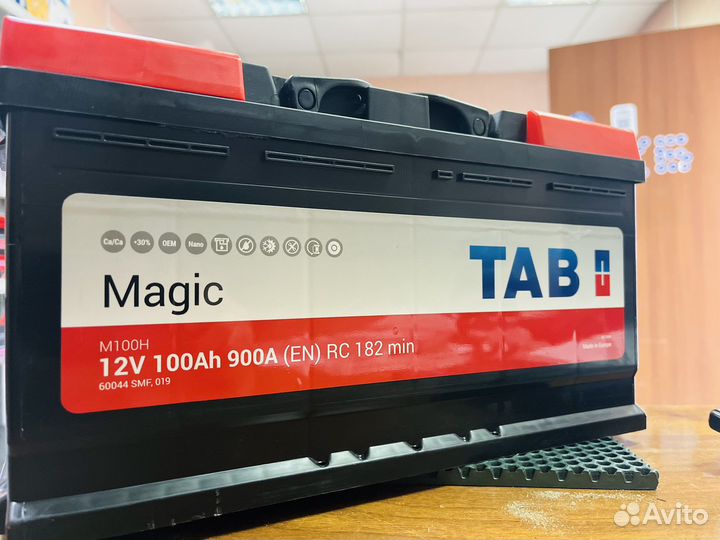 Ca/Ca +30% OEM Nano
TAB
Magic
M100H
12V 100Ah 900A (EN) RC 182 min
60044 SMF, 019
Made in Europe
Avito